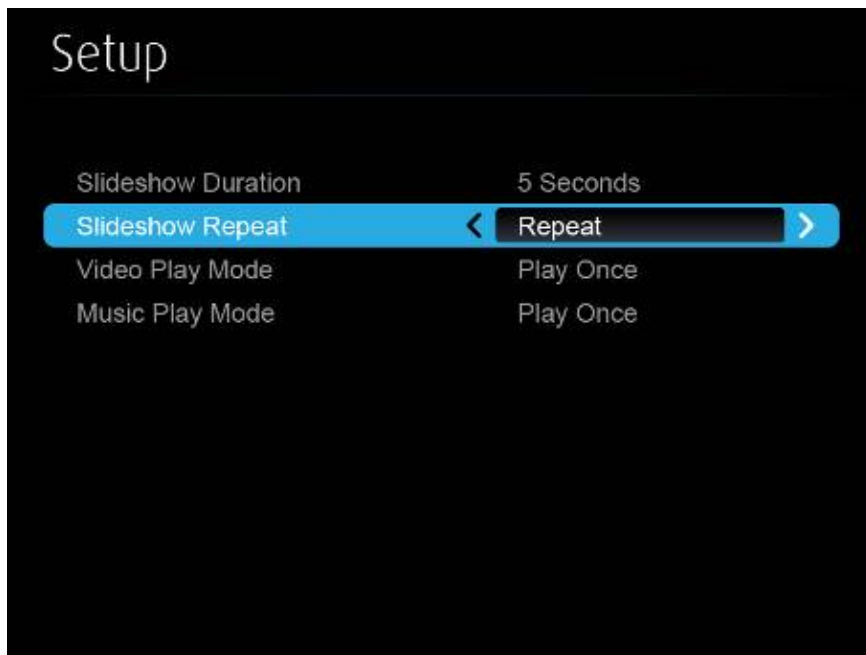 Setup
Slideshow Duration 5 Seconds
Slideshow Repeat Repeat
Video Play Mode Play Once
Music Play Mode Play Once